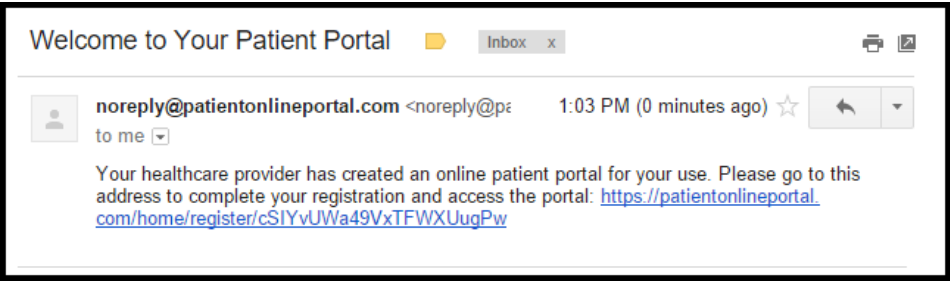 Welcome to Your Patient Portal
Inbox x
noreply@patientonlineportal.com <noreply@pa 1:03 PM (0 minutes ago)
to me
Your healthcare provider has created an online patient portal for your use. Please go to this
address to complete your registration and access the portal: https://patientonlineportal.
com/home/register/cSIYvUWa49VxTFWXUugPw